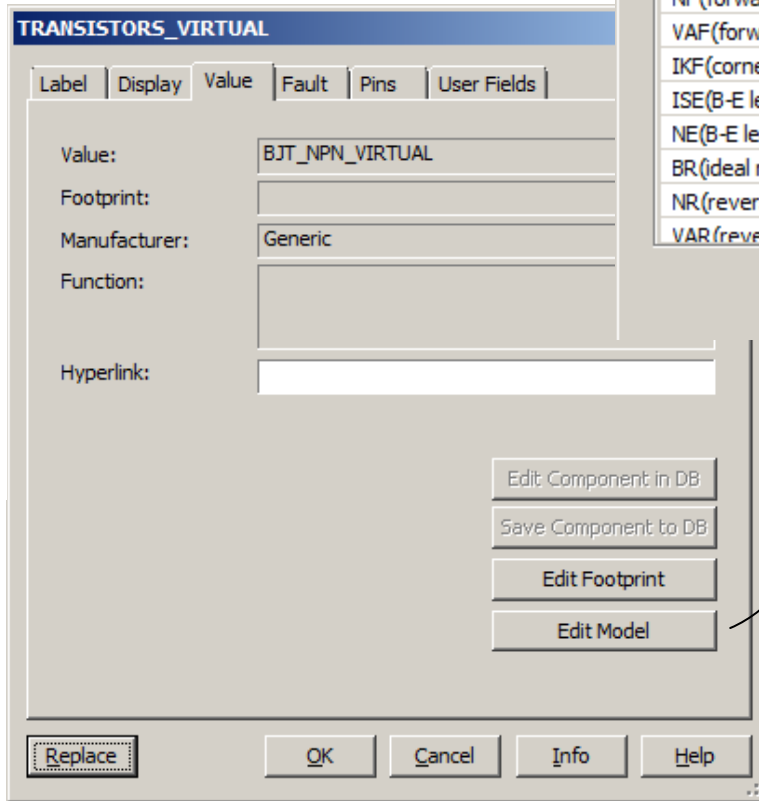 TRANSISTORS_VIRTUAL
Label Display Value Fault Pins User Fields
Value: BJT_NPN_VIRTUAL
Footprint:
Manufacturer: Generic
Function:
Hyperlink:
Edit Component in DB
Save Component to DB
Edit Footprint
Edit Model
Replace OK Cancel Info Help
VAF(forw
IKF(corne
ISE(B-E le
NE(B-E le
BR(ideal
NR(rever
VAR(reve